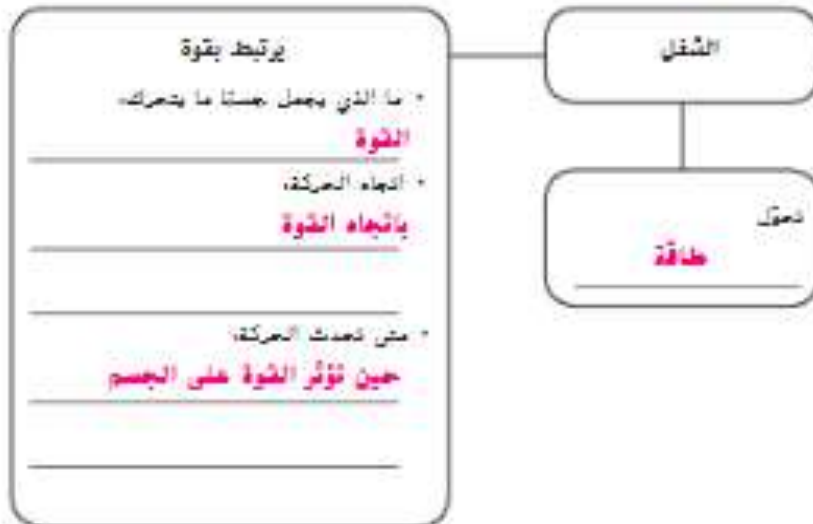 الشغل
يرتبط بقوة
• ما الذي يجعل جسمًا ما يتحرك.
القوة
• اتجاه الحركة.
باتجاه القوة
• متى تحدث الحركة.
حين تؤثر القوة على الجسم
تحول
طاقة